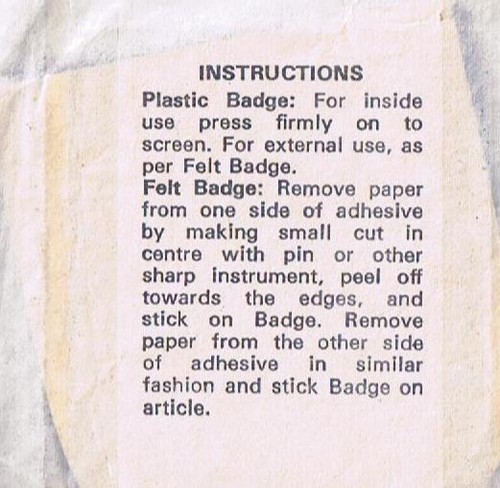 INSTRUCTIONS
Plastic Badge: For inside
use press firmly on to
screen. For external use, as
per Felt Badge.
Felt Badge: Remove paper
from one side of adhesive
by making small cut in
centre with pin or other
sharp instrument, peel off
towards the edges, and
stick on Badge. Remove
paper from the other side
of adhesive in similar
fashion and stick Badge on
article.